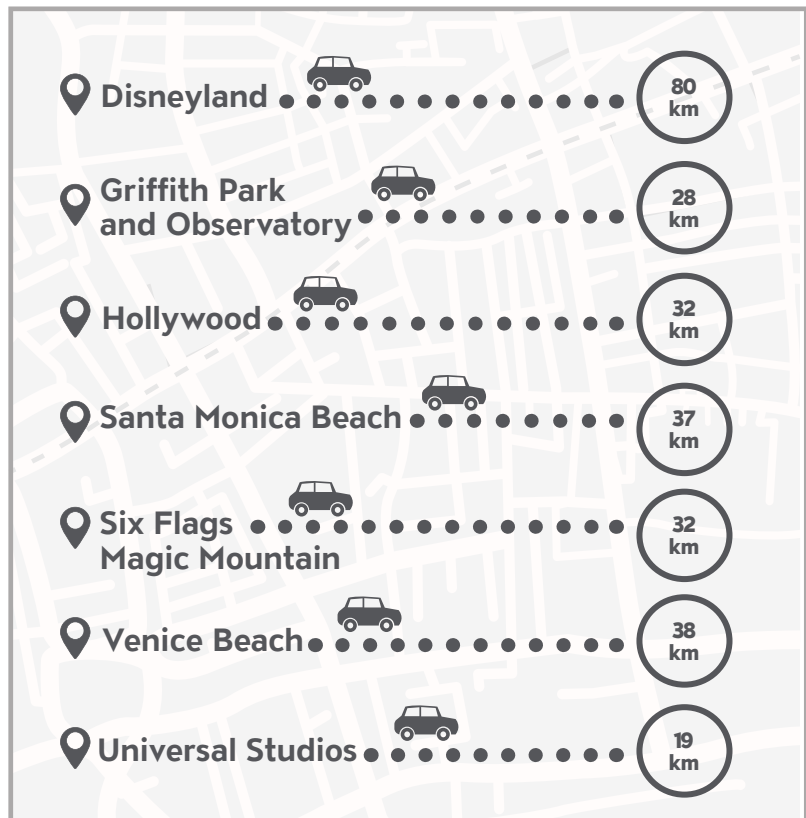 Disneyland
80
km
Griffith Park
and Observatory
28
km
Hollywood
32
km
Santa Monica Beach
37
km
Six Flags
Magic Mountain
32
km
Venice Beach
38
km
Universal Studios
19
km